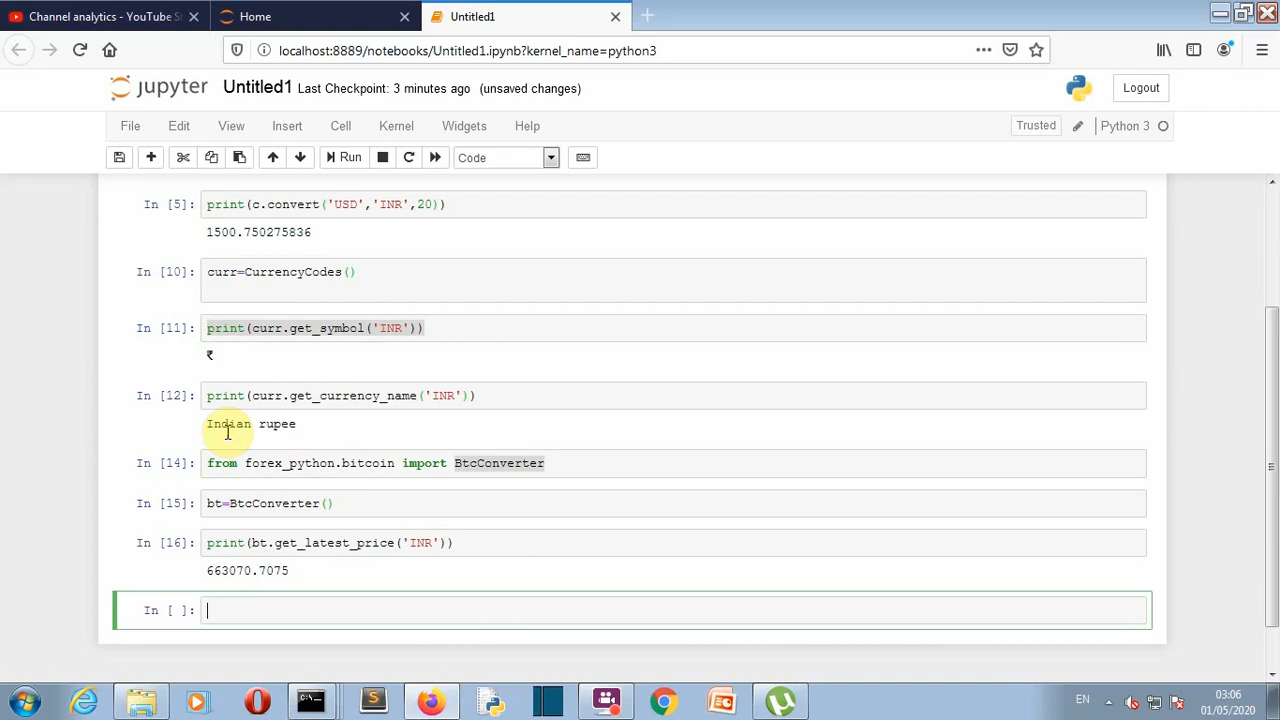 Channel analytics - YouTube S
Home
Untitled1
localhost:8889/notebooks/Untitled1.ipynb?kernel_name=python3
jupyter Untitled1 Last Checkpoint: 3 minutes ago (unsaved changes)
Logout
File Edit View Insert Cell Kernel Widgets Help
Trusted Python 3
Run Code
In [5]: print(c.convert('USD','INR',20))
1500.750275836
In [10]: curr=CurrencyCodes()
In [11]: print(curr.get_symbol('INR'))
₹
In [12]: print(curr.get_currency_name('INR'))
Indian rupee
In [14]: from forex_python.bitcoin import BtcConverter
In [15]: bt=BtcConverter()
In [16]: print(bt.get_latest_price('INR'))
663070.7075
In [ ]:
EN
03:06
01/05/2020